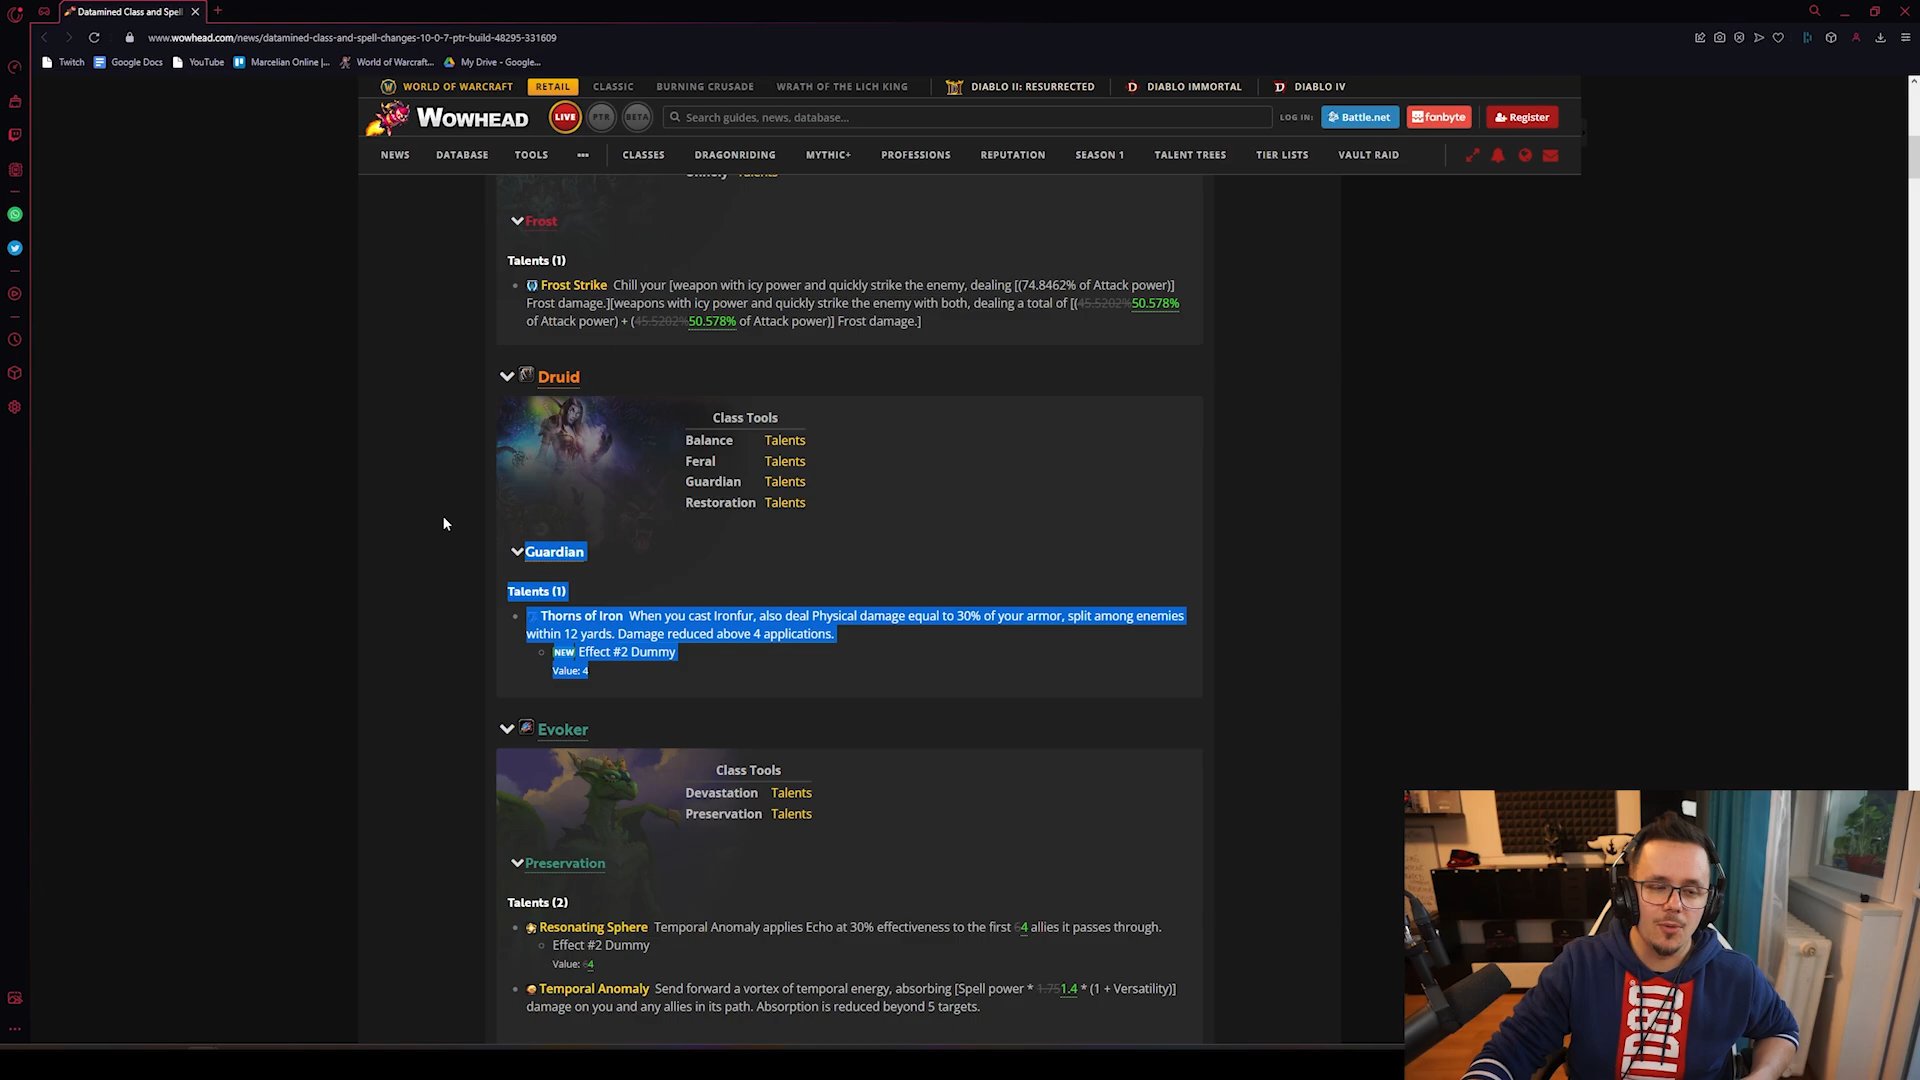 Datamined Class and Spel
www.wowhead.com/news/datamined-class-and-spell-changes-10-0-7-ptr-build-48295-331609
Twitch Google Docs YouTube Marcelian Online |... World of Warcraft... My Drive - Google...
WORLD OF WARCRAFT RETAIL CLASSIC BURNING CRUSADE WRATH OF THE LICH KING DIABLO II: RESURRECTED DIABLO IMMORTAL DIABLO IV
WOWHEAD LIVE PTR BETA Search guides, news, database... LOG IN: Battle.net fanbyte Register
NEWS DATABASE TOOLS ••• CLASSES DRAGONRIDING MYTHIC+ PROFESSIONS REPUTATION SEASON 1 TALENT TREES TIER LISTS VAULT RAID
Unholy Talents
Frost
Talents (1)
Frost Strike Chill your [weapon with icy power and quickly strike the enemy, dealing [(74.8462% of Attack power)]
Frost damage.][weapons with icy power and quickly strike the enemy with both, dealing a total of [(45.5202%50.578%
of Attack power) + (45.5202%50.578% of Attack power)] Frost damage.]
Druid
Class Tools
Balance Talents
Feral Talents
Guardian Talents
Restoration Talents
Guardian
Talents (1)
Thorns of Iron When you cast Ironfur, also deal Physical damage equal to 30% of your armor, split among enemies
within 12 yards. Damage reduced above 4 applications.
NEW Effect #2 Dummy
Value: 4
Evoker
Class Tools
Devastation Talents
Preservation Talents
Preservation
Talents (2)
Resonating Sphere Temporal Anomaly applies Echo at 30% effectiveness to the first 64 allies it passes through.
Effect #2 Dummy
Value: 64
Temporal Anomaly Send forward a vortex of temporal energy, absorbing [Spell power * 1.751.4 * (1 + Versatility)]
damage on you and any allies in its path. Absorption is reduced beyond 5 targets.